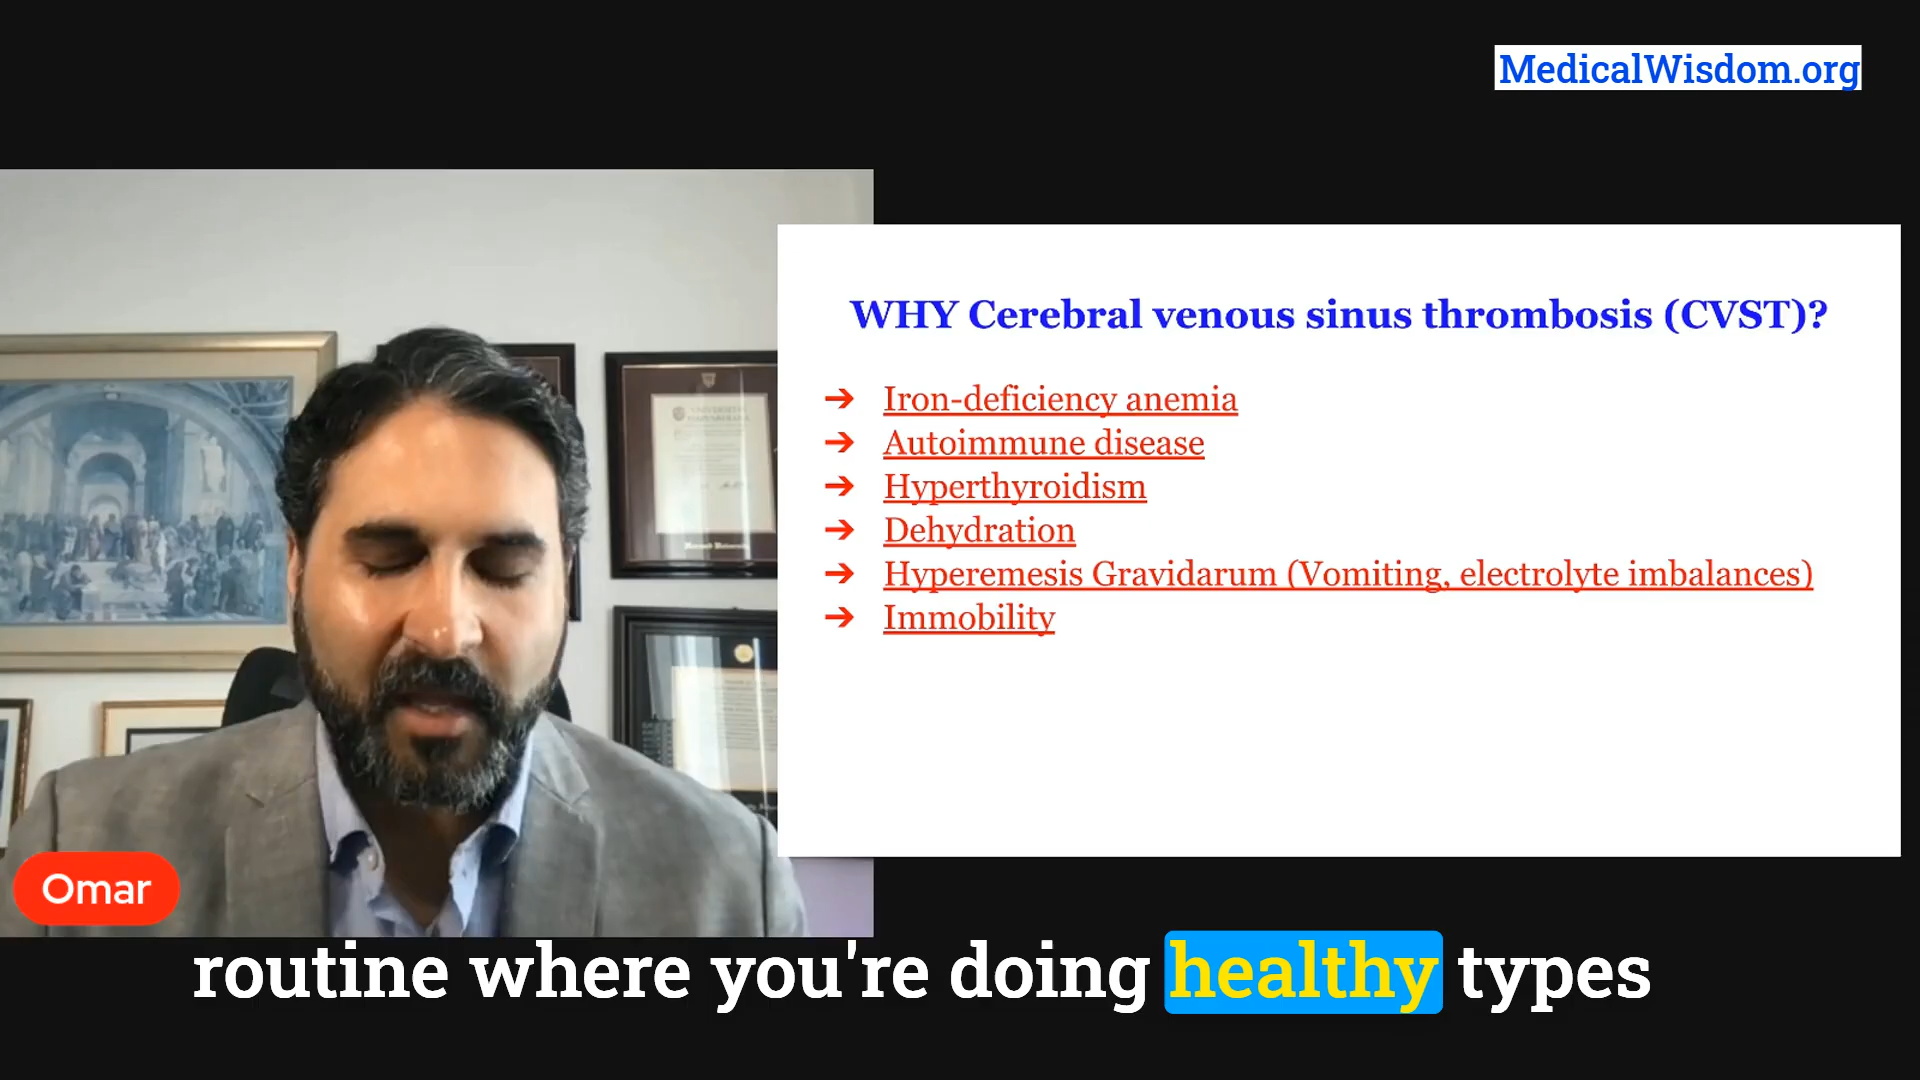 MedicalWisdom.org
WHY Cerebral venous sinus thrombosis (CVST)?
➔ Iron-deficiency anemia
➔ Autoimmune disease
➔ Hyperthyroidism
➔ Dehydration
➔ Hyperemesis Gravidarum (Vomiting, electrolyte imbalances)
➔ Immobility
Omar
routine where you're doing healthy types